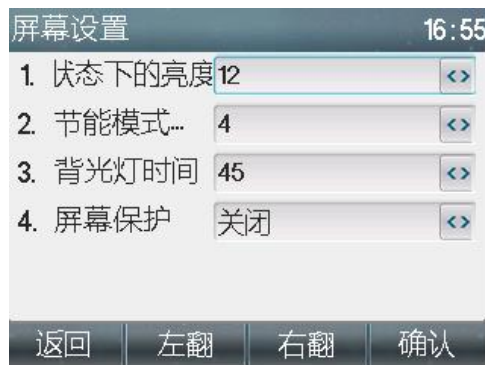 屏幕设置 16:55
1. 状态下的亮度 12
2. 节能模式… 4
3. 背光灯时间 45
4. 屏幕保护 关闭
返回 左翻 右翻 确认